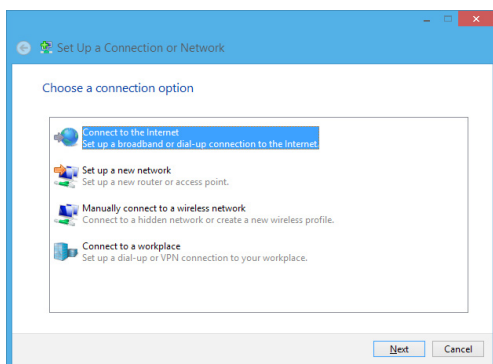 Set Up a Connection or Network
Choose a connection option
Connect to the Internet
Set up a broadband or dial-up connection to the Internet.
Set up a new network
Set up a new router or access point.
Manually connect to a wireless network
Connect to a hidden network or create a new wireless profile.
Connect to a workplace
Set up a dial-up or VPN connection to your workplace.
Next Cancel